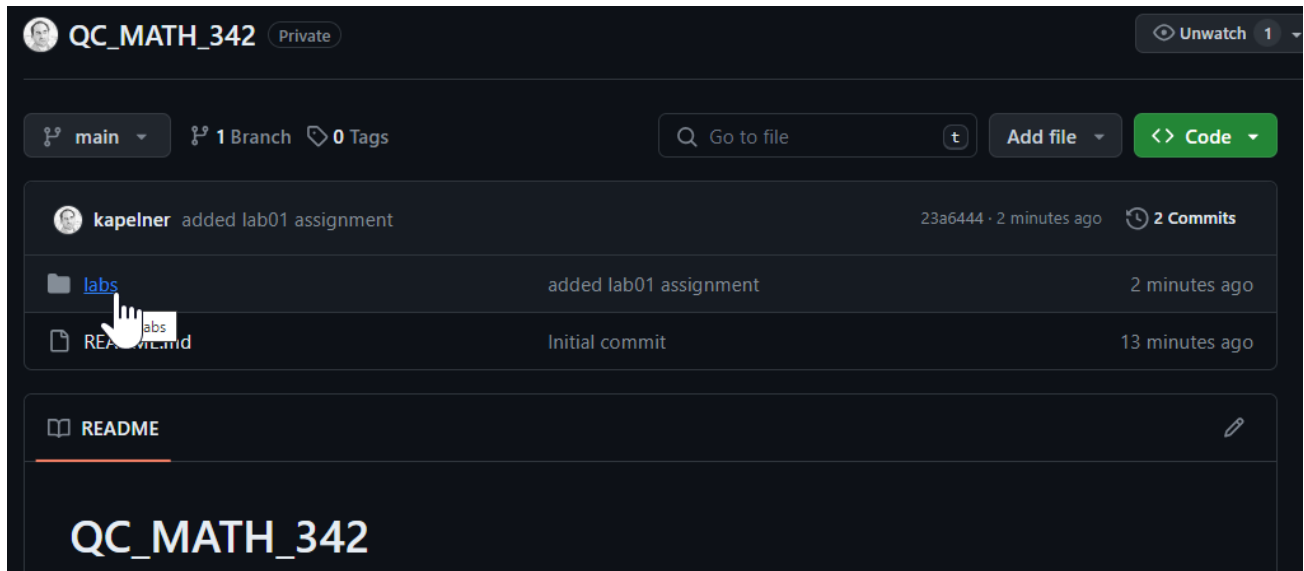 QC_MATH_342 Private Unwatch 1
main 1 Branch 0 Tags Go to file t Add file Code
kapelner added lab01 assignment 23a6444 · 2 minutes ago 2 Commits
labs added lab01 assignment 2 minutes ago
abs
Initial commit 13 minutes ago
README
QC_MATH_342